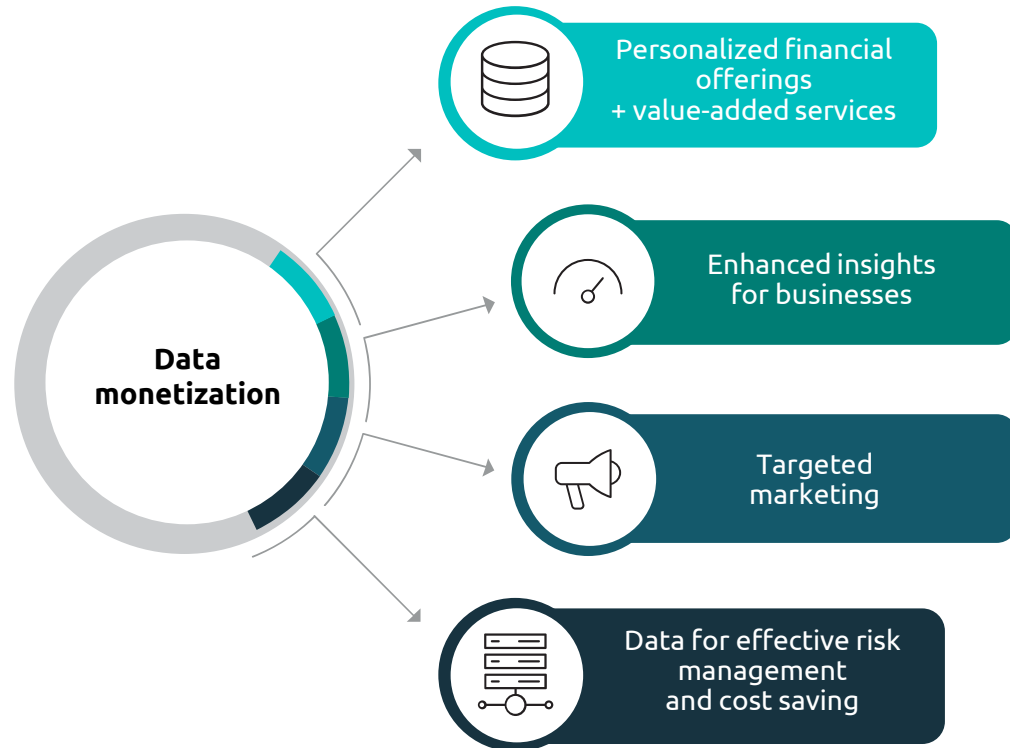 Personalized financial
offerings
+ value-added services
Enhanced insights
for businesses
Data
monetization
Targeted
marketing
Data for effective risk
management
and cost saving